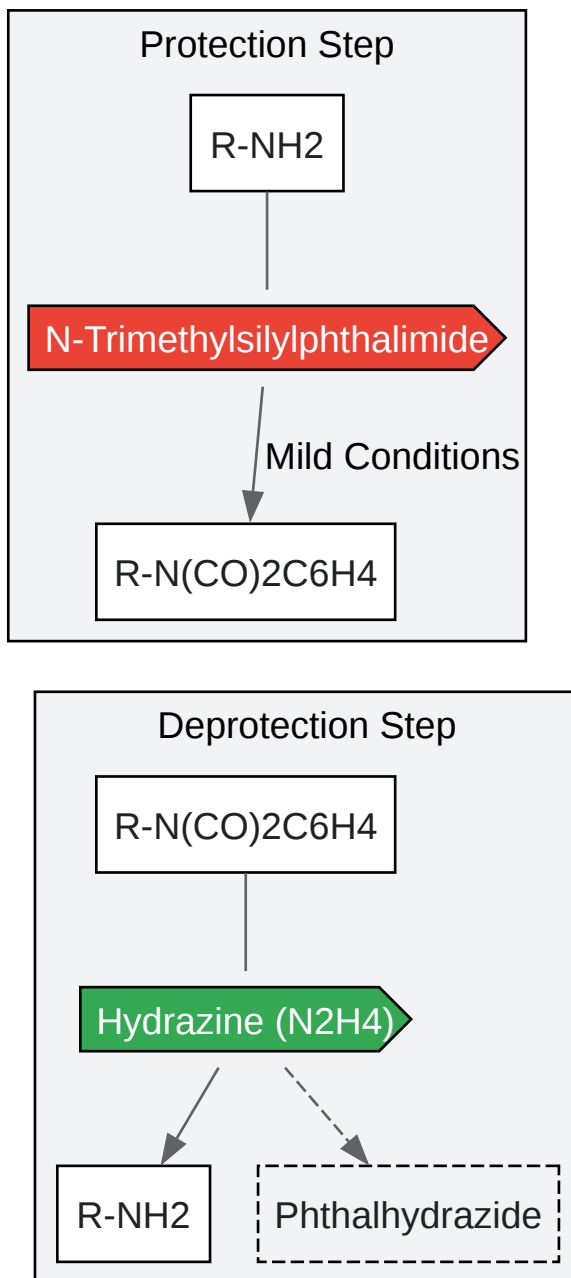 Protection Step
R-NH2
N-Trimethylsilylphthalimide
Mild Conditions
R-N(CO)2C6H4
Deprotection Step
R-N(CO)2C6H4
Hydrazine (N2H4)
R-NH2
Phthalhydrazide